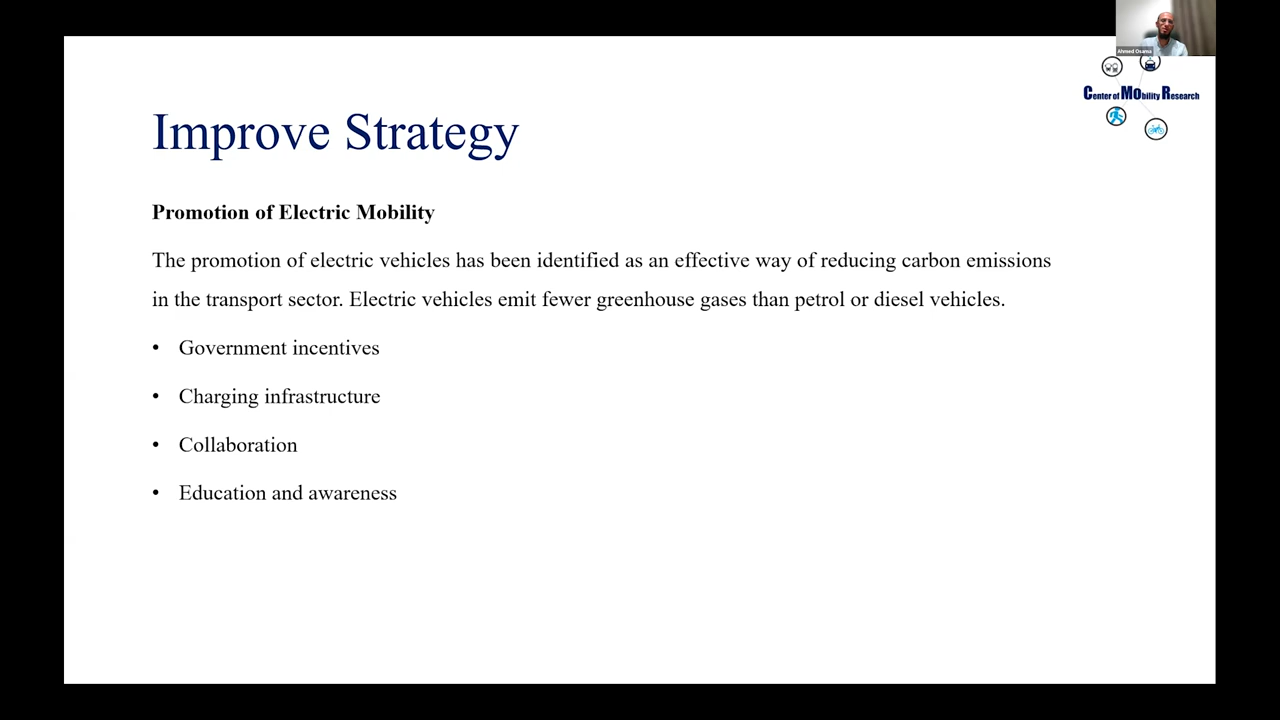 Ahmed Osama
Center of MObility Research
Improve Strategy
Promotion of Electric Mobility
The promotion of electric vehicles has been identified as an effective way of reducing carbon emissions
in the transport sector. Electric vehicles emit fewer greenhouse gases than petrol or diesel vehicles.
• Government incentives
• Charging infrastructure
• Collaboration
• Education and awareness